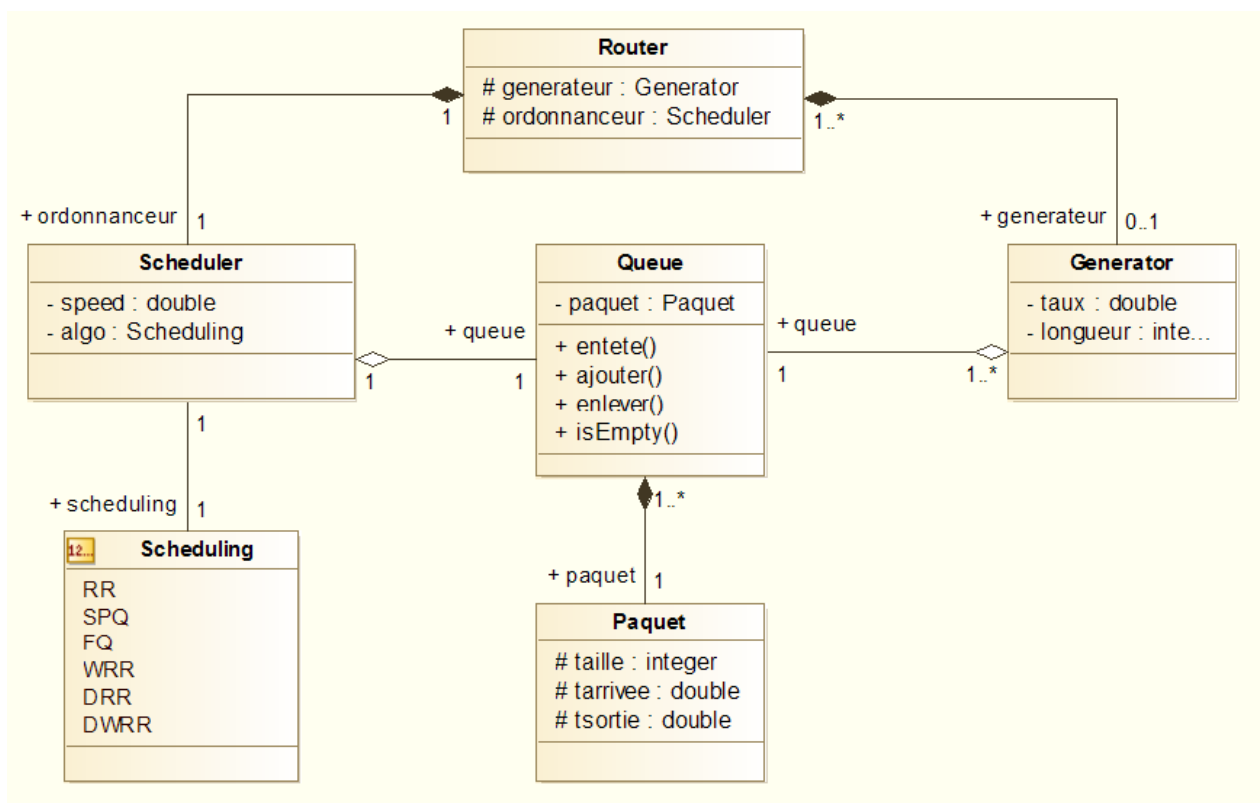 Router
# generateur : Generator
# ordonnanceur : Scheduler
1
1..*
+ ordonnanceur
1
+ generateur
0..1
Scheduler
- speed : double
- algo : Scheduling
Queue
- paquet : Paquet
+ entete()
+ ajouter()
+ enlever()
+ isEmpty()
Generator
- taux : double
- longueur : inte...
+ queue
1
1
+ queue
1
1..*
1
+ scheduling
1
1..*
+ paquet
1
12...
Scheduling
RR
SPQ
FQ
WRR
DRR
DWRR
Paquet
# taille : integer
# tarrivee : double
# tsortie : double